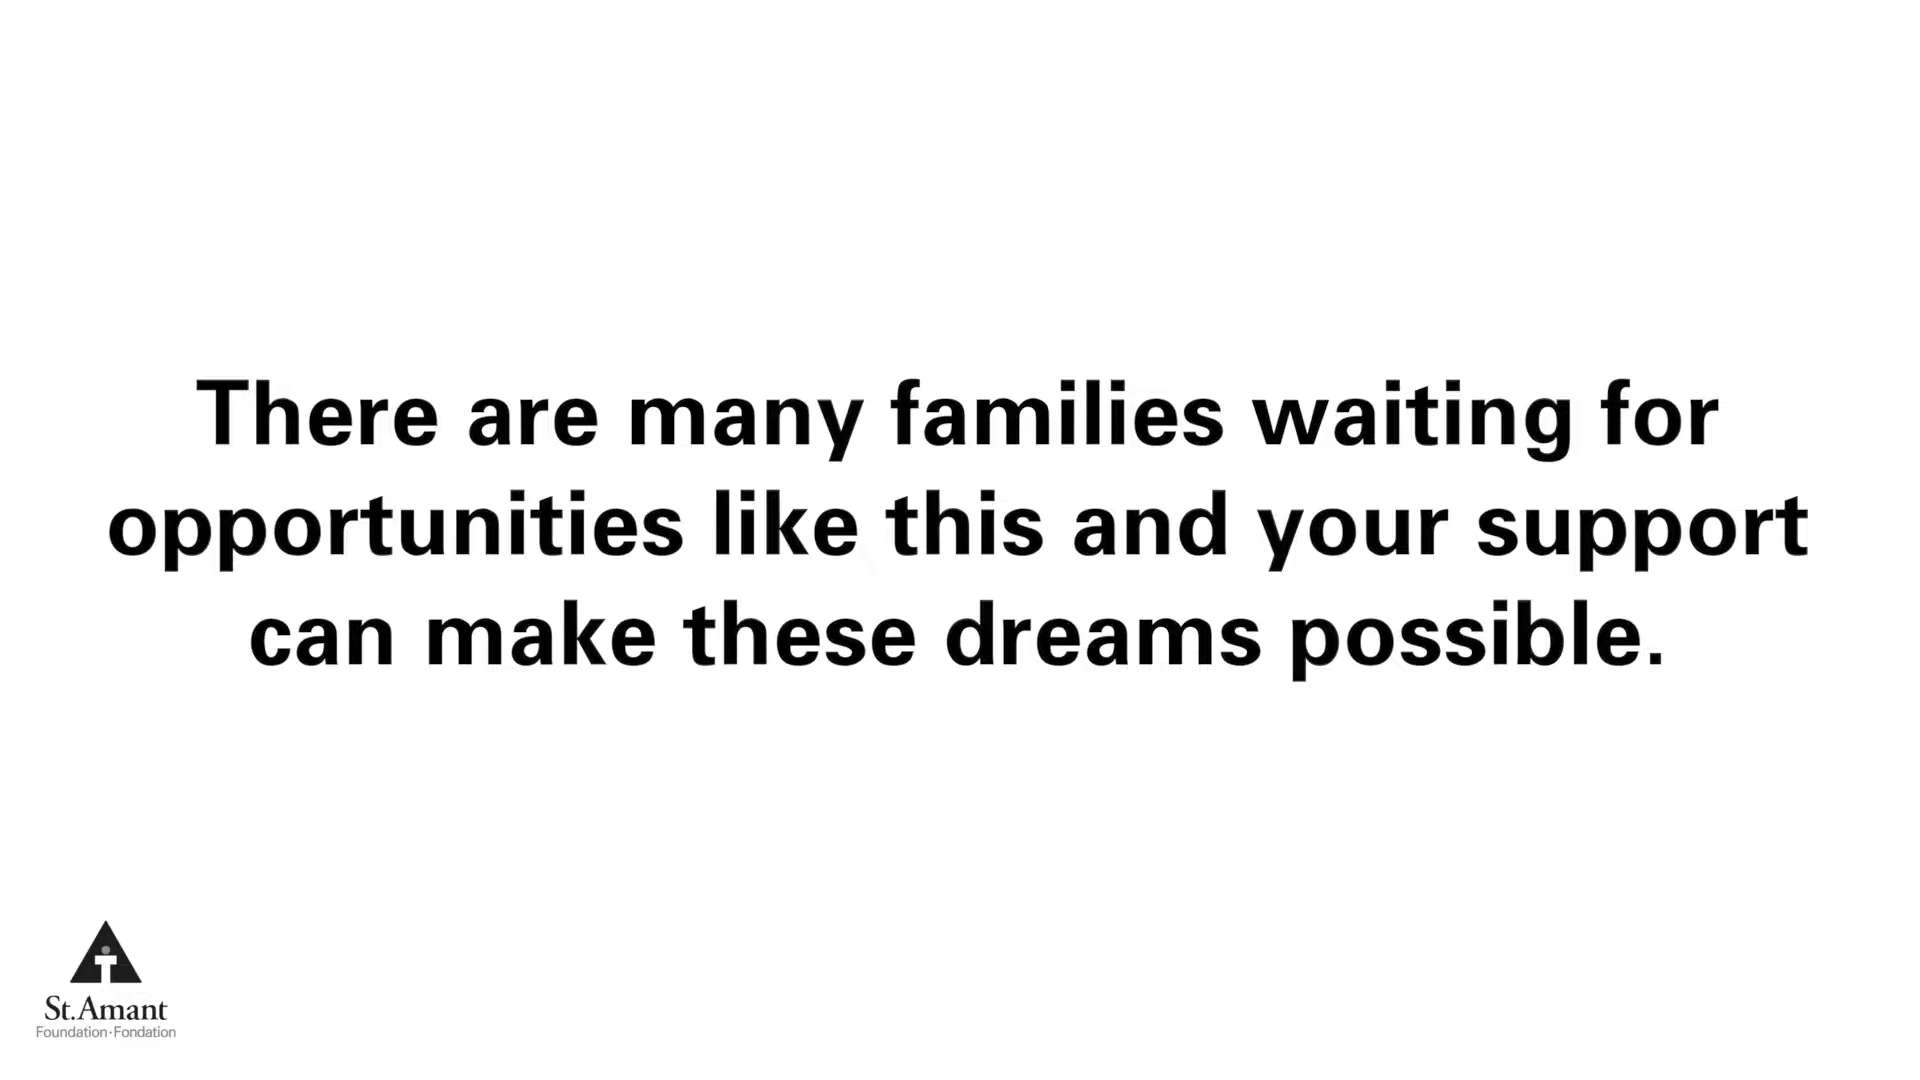 There are many families waiting for
opportunities like this and your support
can make these dreams possible.
St.Amant
Foundation·Fondation